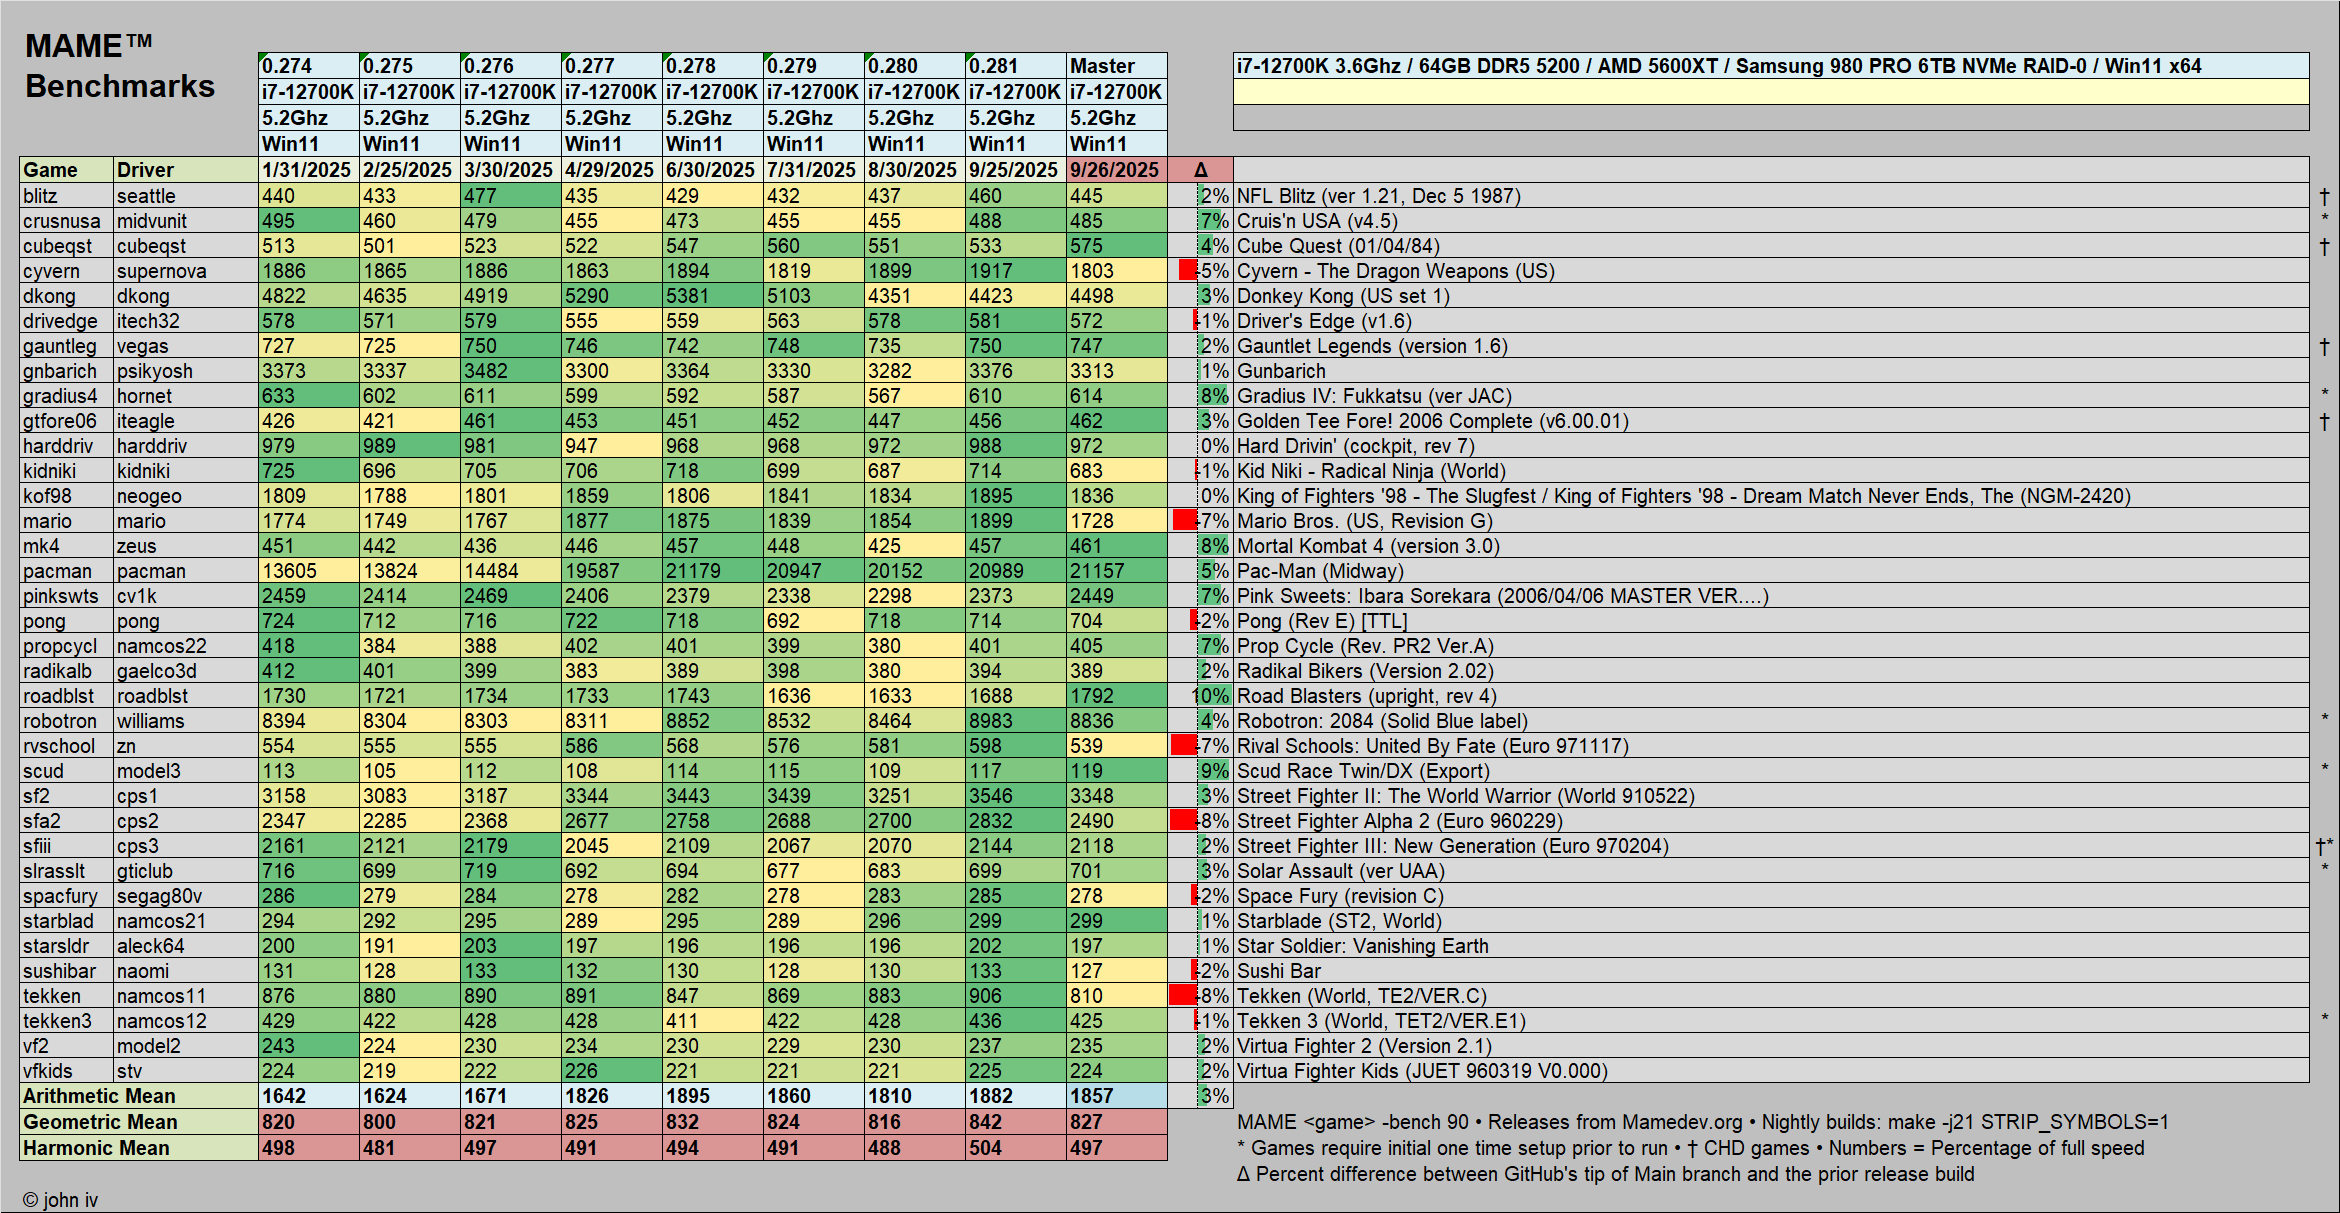 MAME™
Benchmarks
0.274 0.275 0.276 0.277 0.278 0.279 0.280 0.281 Master i7-12700K 3.6Ghz / 64GB DDR5 5200 / AMD 5600XT / Samsung 980 PRO 6TB NVMe RAID-0 / Win11 x64
i7-12700K i7-12700K i7-12700K i7-12700K i7-12700K i7-12700K i7-12700K i7-12700K i7-12700K
5.2Ghz 5.2Ghz 5.2Ghz 5.2Ghz 5.2Ghz 5.2Ghz 5.2Ghz 5.2Ghz 5.2Ghz
Win11 Win11 Win11 Win11 Win11 Win11 Win11 Win11 Win11
Game Driver 1/31/2025 2/25/2025 3/30/2025 4/29/2025 6/30/2025 7/31/2025 8/30/2025 9/25/2025 9/26/2025 Δ
blitz seattle 440 433 477 435 429 432 437 460 445 2% NFL Blitz (ver 1.21, Dec 5 1987) †
crusnusa midvunit 495 460 479 455 473 455 455 488 485 7% Cruis'n USA (v4.5) *
cubeqst cubeqst 513 501 523 522 547 560 551 533 575 4% Cube Quest (01/04/84) †
cyvern supernova 1886 1865 1886 1863 1894 1819 1899 1917 1803 -5% Cyvern - The Dragon Weapons (US)
dkong dkong 4822 4635 4919 5290 5381 5103 4351 4423 4498 3% Donkey Kong (US set 1)
drivedge itech32 578 571 579 555 559 563 578 581 572 -1% Driver's Edge (v1.6)
gauntleg vegas 727 725 750 746 742 748 735 750 747 2% Gauntlet Legends (version 1.6) †
gnbarich psikyosh 3373 3337 3482 3300 3364 3330 3282 3376 3313 1% Gunbarich
gradius4 hornet 633 602 611 599 592 587 567 610 614 8% Gradius IV: Fukkatsu (ver JAC) *
gtfore06 iteagle 426 421 461 453 451 452 447 456 462 3% Golden Tee Fore! 2006 Complete (v6.00.01) †
harddriv harddriv 979 989 981 947 968 968 972 988 972 0% Hard Drivin' (cockpit, rev 7)
kidniki kidniki 725 696 705 706 718 699 687 714 683 -1% Kid Niki - Radical Ninja (World)
kof98 neogeo 1809 1788 1801 1859 1806 1841 1834 1895 1836 0% King of Fighters '98 - The Slugfest / King of Fighters '98 - Dream Match Never Ends, The (NGM-2420)
mario mario 1774 1749 1767 1877 1875 1839 1854 1899 1728 -7% Mario Bros. (US, Revision G)
mk4 zeus 451 442 436 446 457 448 425 457 461 8% Mortal Kombat 4 (version 3.0)
pacman pacman 13605 13824 14484 19587 21179 20947 20152 20989 21157 5% Pac-Man (Midway)
pinkswts cv1k 2459 2414 2469 2406 2379 2338 2298 2373 2449 7% Pink Sweets: Ibara Sorekara (2006/04/06 MASTER VER....)
pong pong 724 712 716 722 718 692 718 714 704 -2% Pong (Rev E) [TTL]
propcycl namcos22 418 384 388 402 401 399 380 401 405 7% Prop Cycle (Rev. PR2 Ver.A)
radikalb gaelco3d 412 401 399 383 389 398 380 394 389 2% Radikal Bikers (Version 2.02)
roadblst roadblst 1730 1721 1734 1733 1743 1636 1633 1688 1792 10% Road Blasters (upright, rev 4)
robotron williams 8394 8304 8303 8311 8852 8532 8464 8983 8836 4% Robotron: 2084 (Solid Blue label) *
rvschool zn 554 555 555 586 568 576 581 598 539 -7% Rival Schools: United By Fate (Euro 971117)
scud model3 113 105 112 108 114 115 109 117 119 9% Scud Race Twin/DX (Export) *
sf2 cps1 3158 3083 3187 3344 3443 3439 3251 3546 3348 3% Street Fighter II: The World Warrior (World 910522)
sfa2 cps2 2347 2285 2368 2677 2758 2688 2700 2832 2490 -8% Street Fighter Alpha 2 (Euro 960229)
sfiii cps3 2161 2121 2179 2045 2109 2067 2070 2144 2118 2% Street Fighter III: New Generation (Euro 970204) †*
slrasslt gticlub 716 699 719 692 694 677 683 699 701 3% Solar Assault (ver UAA) *
spacfury segag80v 286 279 284 278 282 278 283 285 278 -2% Space Fury (revision C)
starblad namcos21 294 292 295 289 295 289 296 299 299 1% Starblade (ST2, World)
starsldr aleck64 200 191 203 197 196 196 196 202 197 1% Star Soldier: Vanishing Earth
sushibar naomi 131 128 133 132 130 128 130 133 127 -2% Sushi Bar
tekken namcos11 876 880 890 891 847 869 883 906 810 -8% Tekken (World, TE2/VER.C)
tekken3 namcos12 429 422 428 428 411 422 428 436 425 -1% Tekken 3 (World, TET2/VER.E1) *
vf2 model2 243 224 230 234 230 229 230 237 235 2% Virtua Fighter 2 (Version 2.1)
vfkids stv 224 219 222 226 221 221 221 225 224 2% Virtua Fighter Kids (JUET 960319 V0.000)
Arithmetic Mean 1642 1624 1671 1826 1895 1860 1810 1882 1857 3%
Geometric Mean 820 800 821 825 832 824 816 842 827 MAME <game> -bench 90 • Releases from Mamedev.org • Nightly builds: make -j21 STRIP_SYMBOLS=1
Harmonic Mean 498 481 497 491 494 491 488 504 497 * Games require initial one time setup prior to run • † CHD games • Numbers = Percentage of full speed
Δ Percent difference between GitHub's tip of Main branch and the prior release build
© john iv